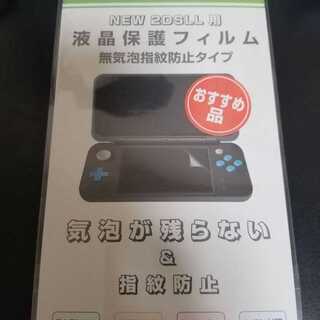 NEW 2DSLL 用
液晶保護フィルム
無気泡指紋防止タイプ
おすすめ
品
気泡が残らない
&
指紋防止